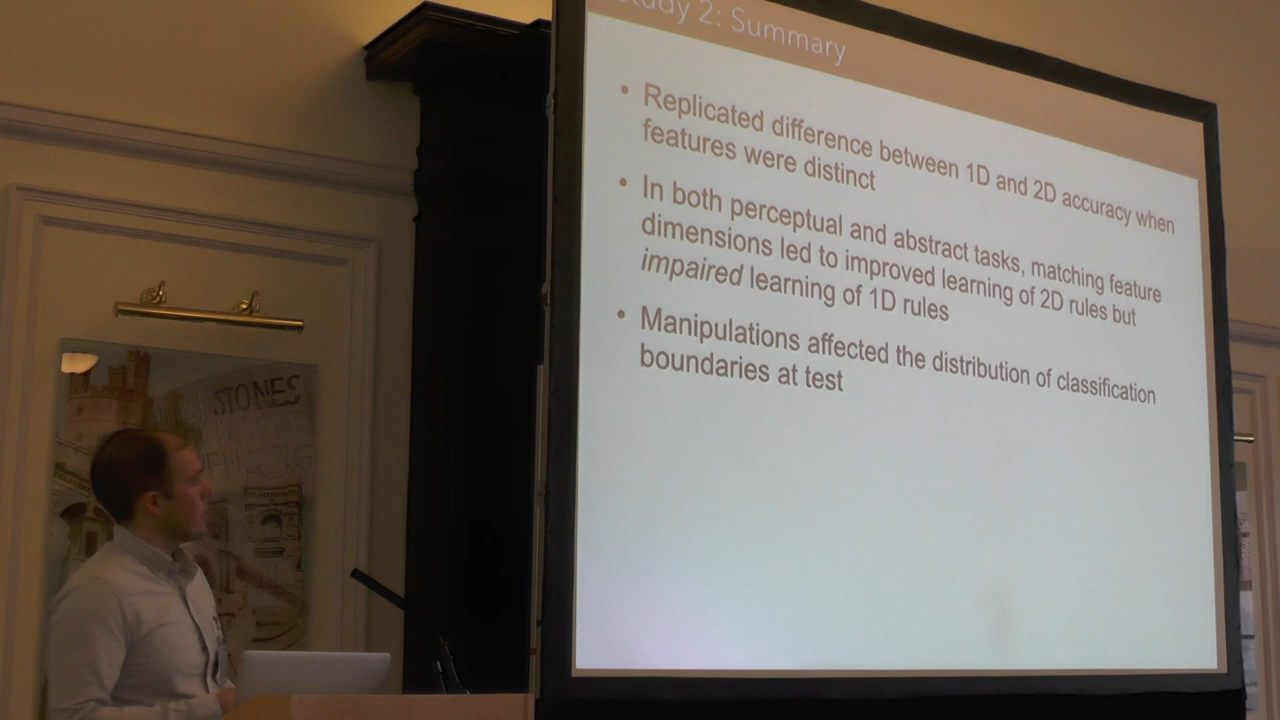 Study 2: Summary
• Replicated difference between 1D and 2D accuracy when
features were distinct
• In both perceptual and abstract tasks, matching feature
dimensions led to improved learning of 2D rules but
impaired learning of 1D rules
• Manipulations affected the distribution of classification
boundaries at test
STONES